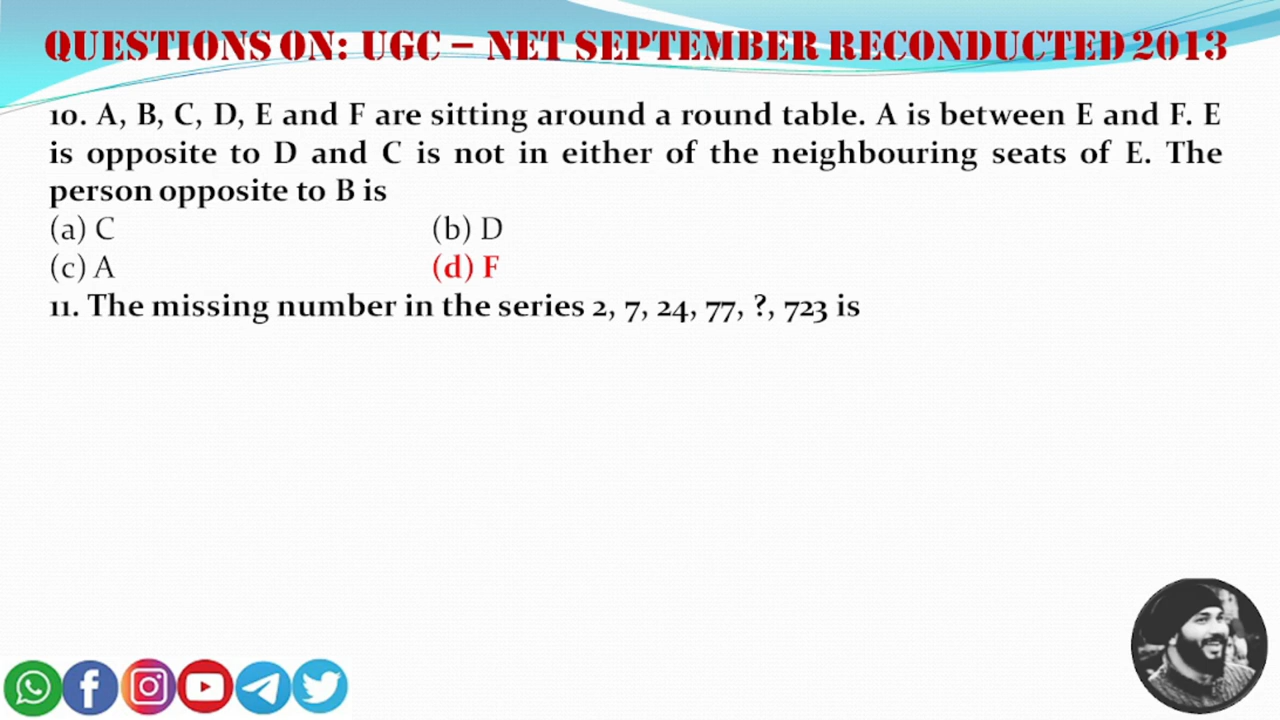 QUESTIONS ON: UGC – NET SEPTEMBER RECONDUCTED 2013
10. A, B, C, D, E and F are sitting around a round table. A is between E and F. E
is opposite to D and C is not in either of the neighbouring seats of E. The
person opposite to B is
(a) C (b) D
(c) A (d) F
11. The missing number in the series 2, 7, 24, 77, ?, 723 is